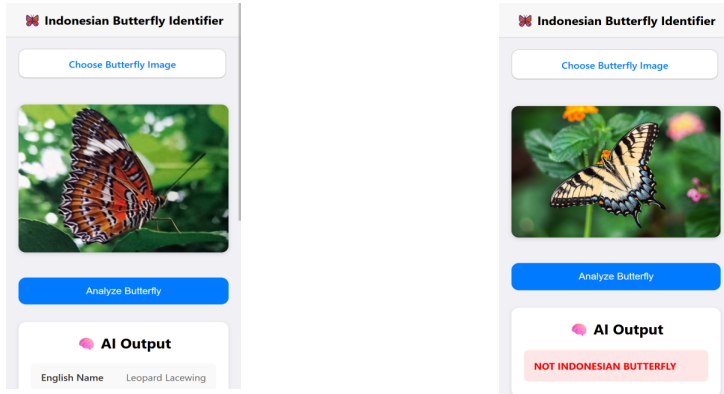 🦋 Indonesian Butterfly Identifier
Choose Butterfly Image
Analyze Butterfly
🧠 AI Output
English Name Leopard Lacewing
🦋 Indonesian Butterfly Identifier
Choose Butterfly Image
Analyze Butterfly
🧠 AI Output
NOT INDONESIAN BUTTERFLY